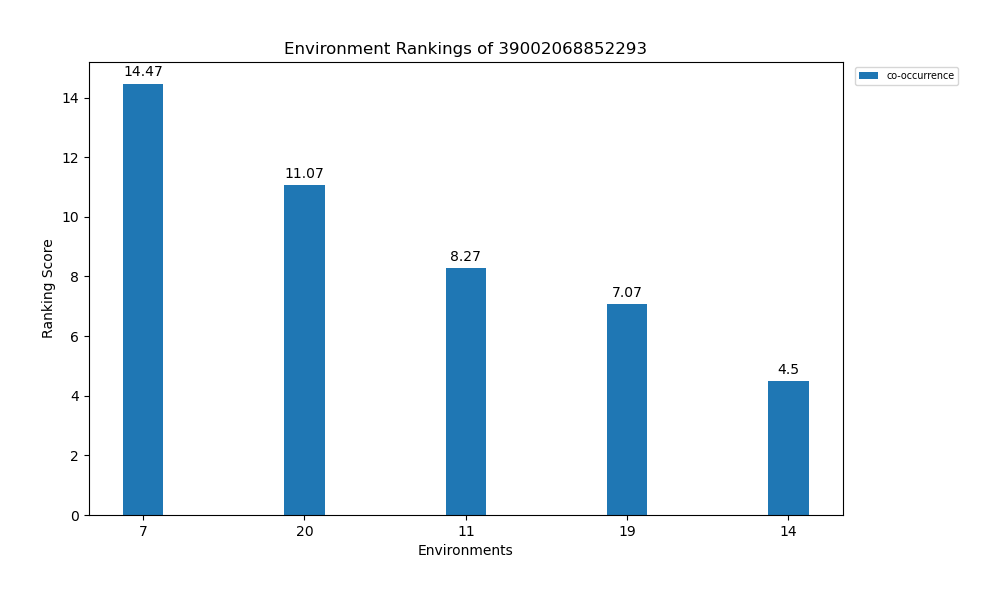 Environment Rankings of 39002068852293
co-occurrence
14.47
11.07
8.27
7.07
4.5
14
12
10
8
6
4
2
0
Ranking Score
7 20 11 19 14
Environments